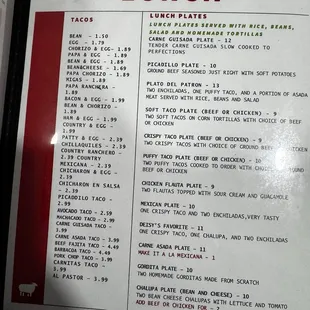 TACOS
BEAN - 1.50
EGG - 1.79
CHORIZO & EGG - 1.89
PAPA & EGG - 1.89
BEAN & EGG - 1.89
BEAN&CHEESE - 1.69
PAPA CHORIZO - 1.89
MIGAS - 1.89
PAPA RANCHERA -
1.89
BACON & EGG - 1.99
BEAN & CHORIZO -
1.89
HAM & EGG - 1.99
COUNTRY & EGG -
1.99
PATTY & EGG - 2.39
CHILLAQUILES - 2.39
COUNTRY RANCHERO
- 2.39 COUNTRY
MEXICANA - 2.39
CHICHARON & EGG -
2.39
CHICHARON EN SALSA
- 2.39
PICADILLO TACO -
2.99
AVOCADO TACO - 2.59
MACHACADO TACO - 2.99
CARNE GUISADA TACO -
3.99
CARNE ASADA TACO - 3.99
BEEF FAJITA TACO - 4.49
BARBACOA TACO - 4.49
PORK CHOP TACO - 3.99
CARNITAS TACO -
3.99
AL PASTOR - 3.99
LUNCH PLATES
LUNCH PLATES SERVED WITH RICE, BEANS,
SALAD AND HOMEMADE TORTILLAS
CARNE GUISADA PLATE - 12
TENDER CARNE GUISADA SLOW COOKED TO
PERFECTIONS
PICADILLO PLATE - 10
GROUND BEEF SEASONED JUST RIGHT WITH SOFT POTATOES
PLATO DEL PATRON - 13
TWO ENCHILADAS, ONE PUFFY TACO, AND A PORTION OF ASADA
MEAT SERVED WITH RICE, BEANS AND SALAD
SOFT TACO PLATE (BEEF OR CHICKEN) - 9
TWO SOFT TACOS ON CORN TORTILLAS WITH CHOICE OF BEEF
OR CHICKEN
CRISPY TACO PLATE (BEEF OR CHICKEN) - 9
TWO CRISPY TACOS WITH CHOICE OF GROUND BEEF OR CHICKEN
PUFFY TACO PLATE (BEEF OR CHICKEN) - 10
TWO PUFFY TACOS COOKED TO ORDER WITH CHOICE OF GROUND
BEEF OR CHICKEN
CHICKEN FLAUTA PLATE - 9
TWO FLAUTAS TOPPED WITH SOUR CREAM AND GUACAMOLE
MEXICAN PLATE - 10
ONE CRISPY TACO AND TWO ENCHILADAS,VERY TASTY
DEISY'S FAVORITE - 11
ONE CRISPY TACO, ONE CHALUPA, AND TWO ENCHILADAS
CARNE ASADA PLATE - 11
MAKE IT A LA MEXICANA - 1
GORDITA PLATE - 10
TWO HOMEMADE GORDITAS MADE FROM SCRATCH
CHALUPA PLATE (BEAN AND CHEESE) - 10
TWO BEAN CHEESE CHALUPAS WITH LETTUCE AND TOMATO
ADD BEEF OR CHICKEN FOR - 2